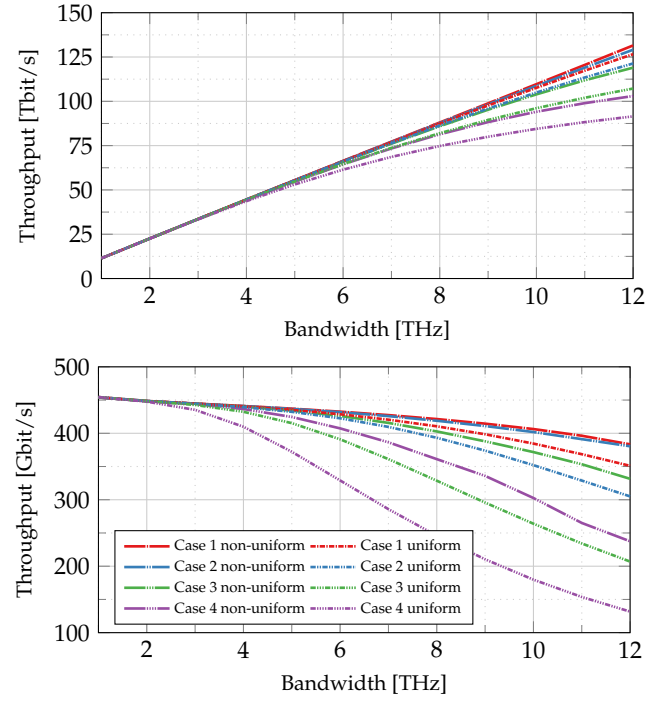 150
125
100
75
50
25
0
Throughput [Tbit/s]
2 4 6 8 10 12
Bandwidth [THz]
500
400
300
200
100
Throughput [Gbit/s]
Case 1 non-uniform Case 1 uniform
Case 2 non-uniform Case 2 uniform
Case 3 non-uniform Case 3 uniform
Case 4 non-uniform Case 4 uniform
2 4 6 8 10 12
Bandwidth [THz]